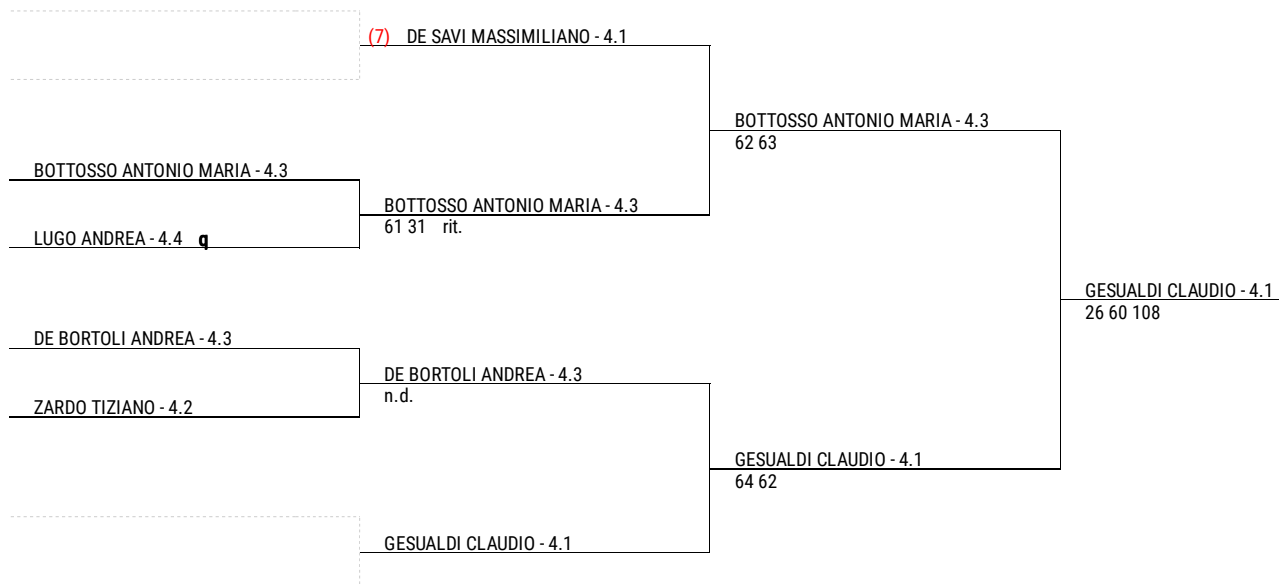 (7) DE SAVI MASSIMILIANO - 4.1
BOTTOSSO ANTONIO MARIA - 4.3
62 63
BOTTOSSO ANTONIO MARIA - 4.3
BOTTOSSO ANTONIO MARIA - 4.3
61 31 rit.
LUGO ANDREA - 4.4 q
GESUALDI CLAUDIO - 4.1
26 60 108
DE BORTOLI ANDREA - 4.3
DE BORTOLI ANDREA - 4.3
n.d.
ZARDO TIZIANO - 4.2
GESUALDI CLAUDIO - 4.1
64 62
GESUALDI CLAUDIO - 4.1